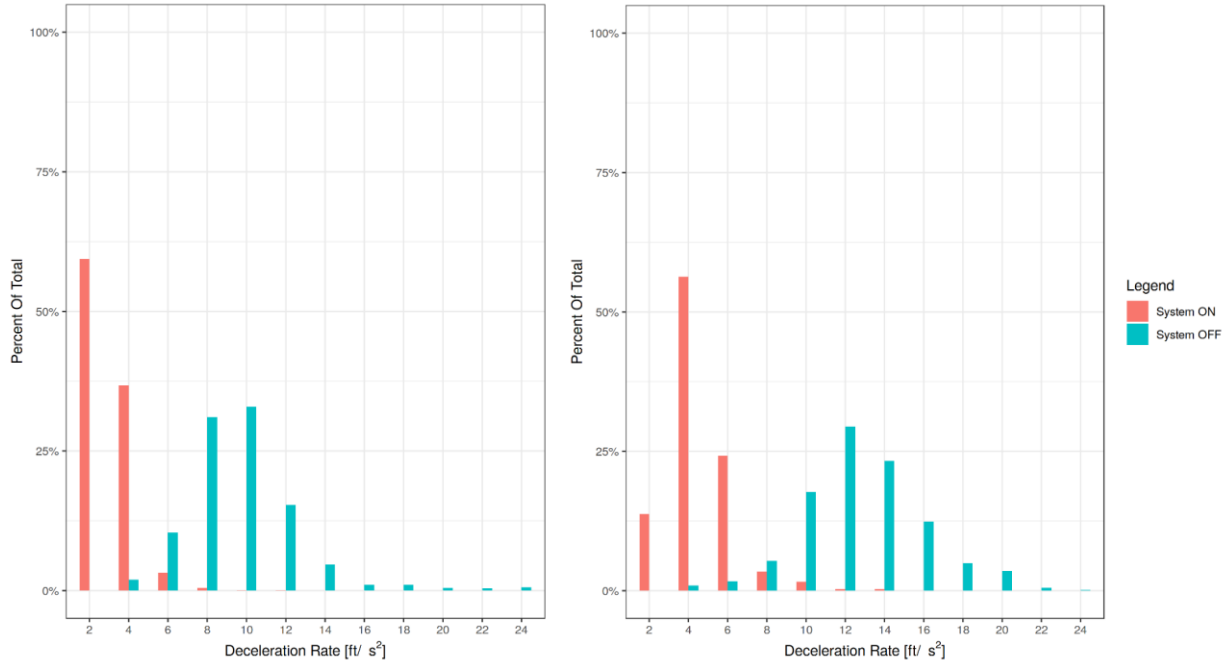 100%
75%
50%
25%
0%
Percent Of Total
2 4 6 8 10 12 14 16 18 20 22 24
Deceleration Rate [ft/ s²]
100%
75%
50%
25%
0%
Percent Of Total
2 4 6 8 10 12 14 16 18 20 22 24
Deceleration Rate [ft/ s²]
Legend
System ON
System OFF